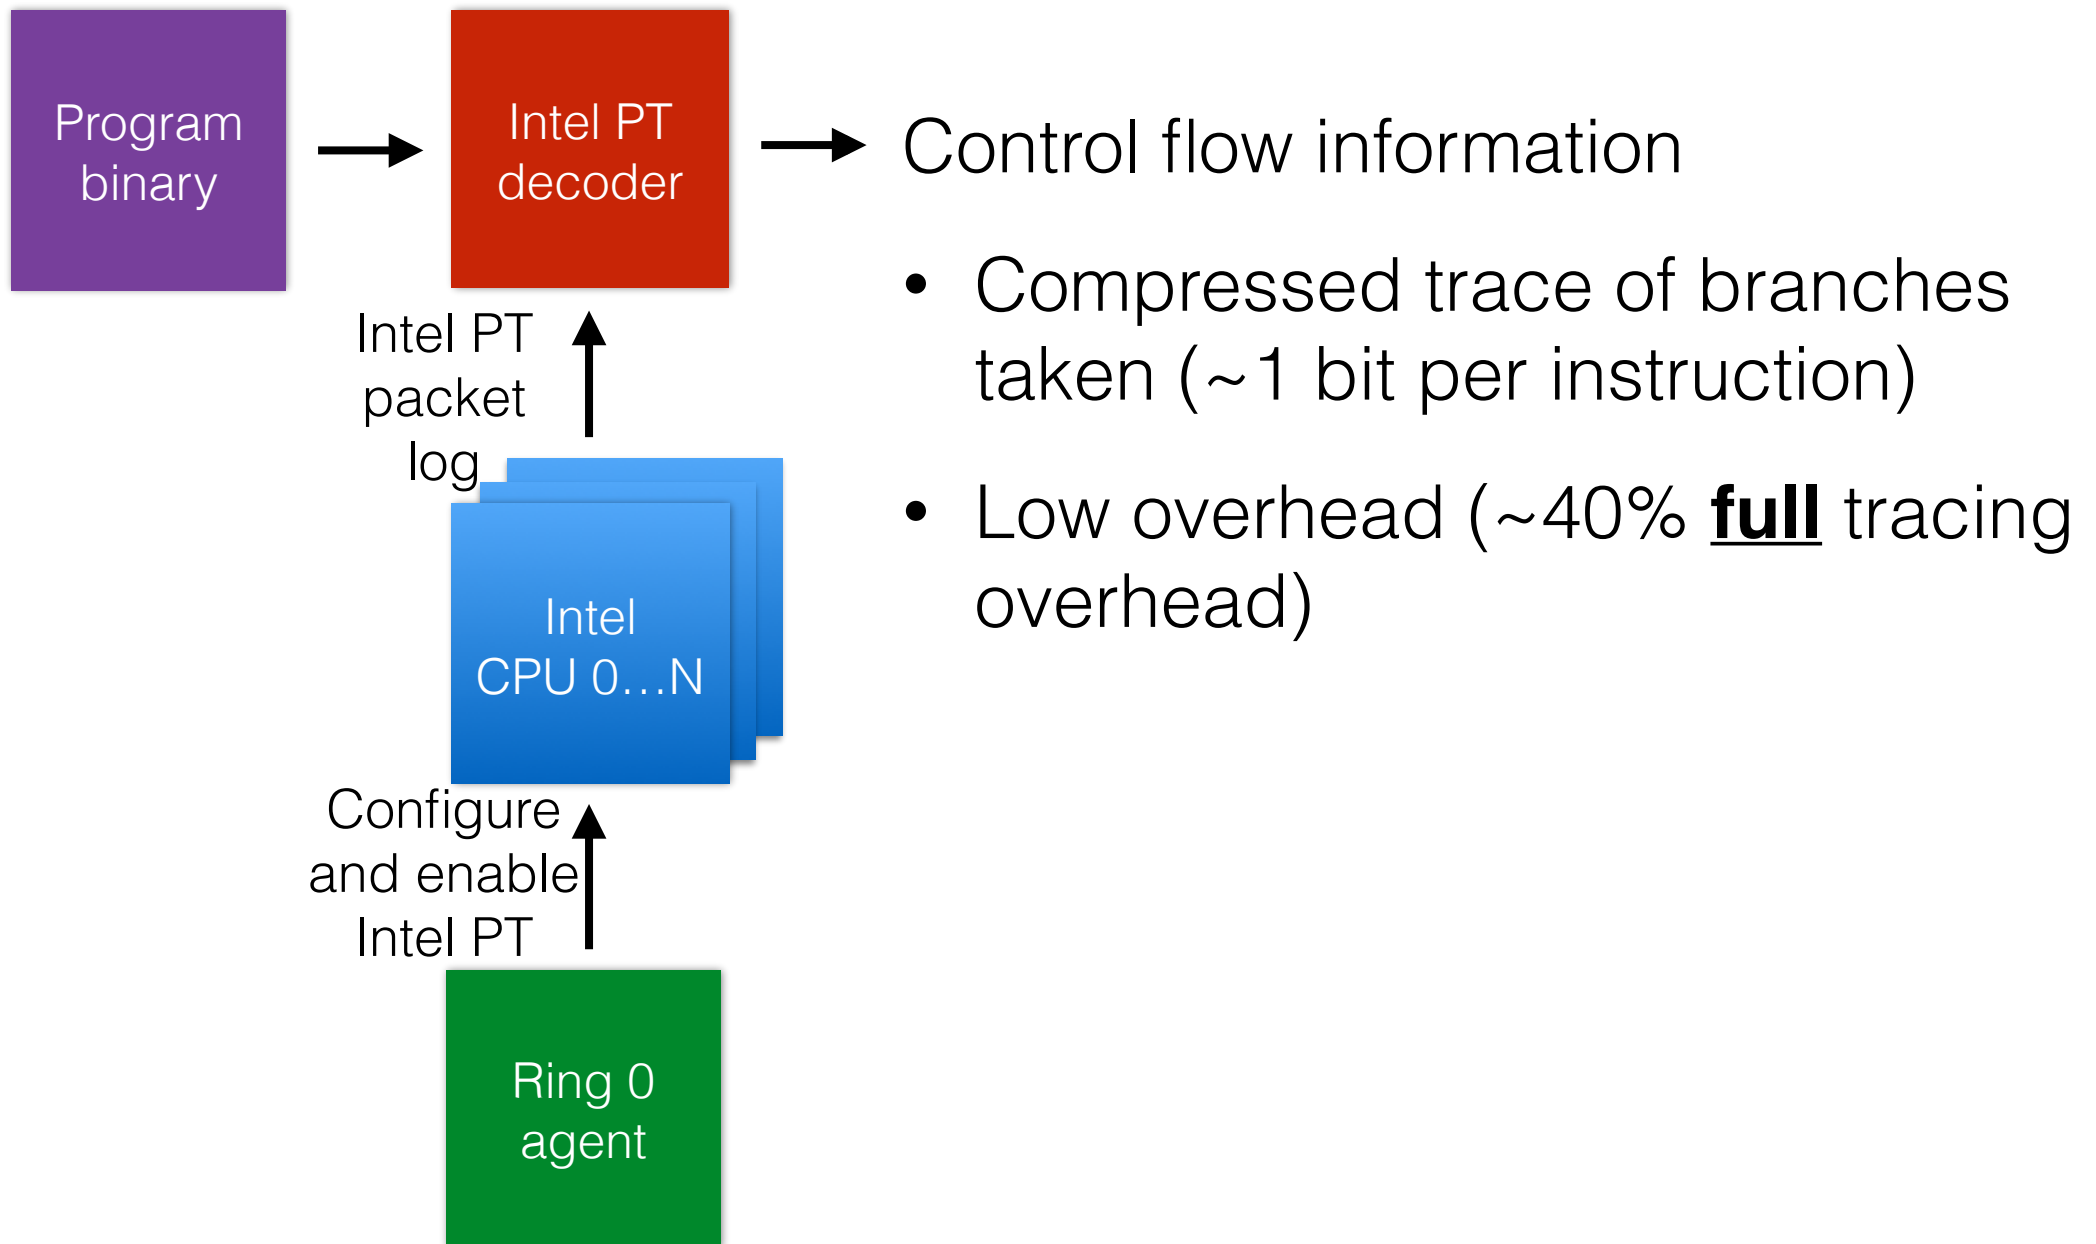 Program
binary
Intel PT
decoder
Control flow information
• Compressed trace of branches
taken (~1 bit per instruction)
• Low overhead (~40% full tracing
overhead)
Intel PT
packet
log
Intel
CPU 0…N
Configure
and enable
Intel PT
Ring 0
agent